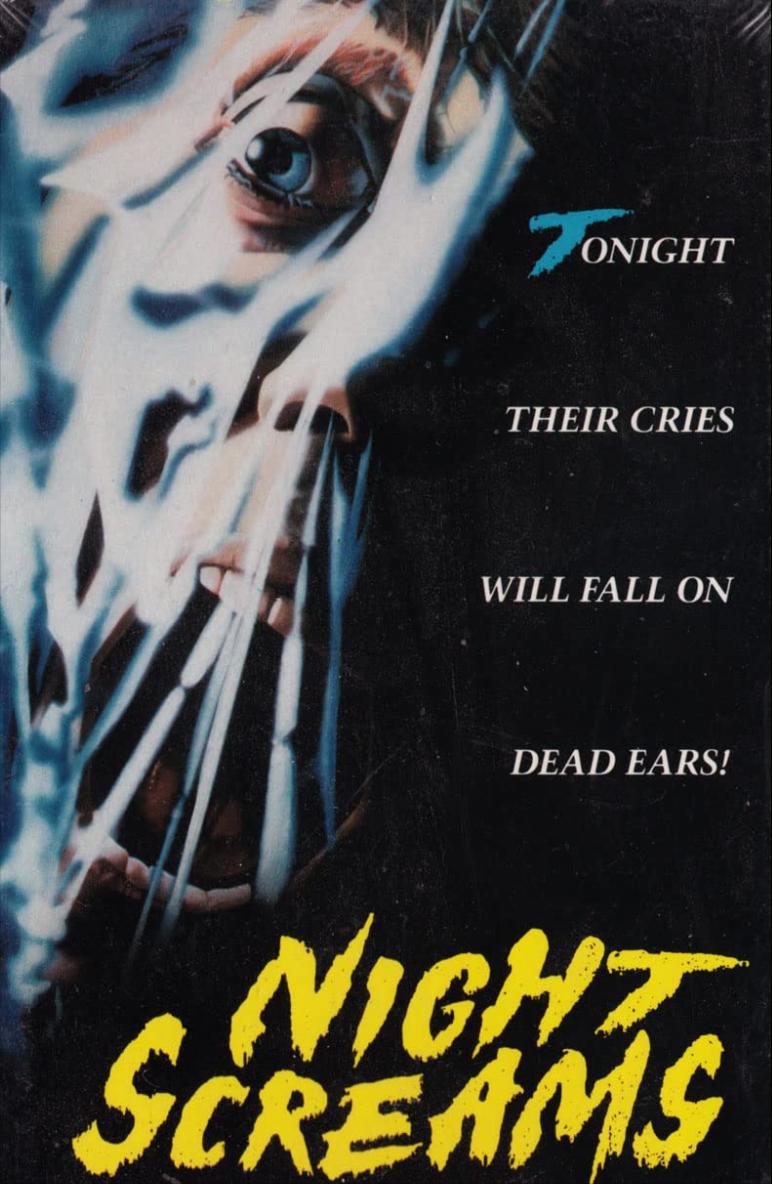 TONIGHT
THEIR CRIES
WILL FALL ON
DEAD EARS!
NIGHT
SCREAMS